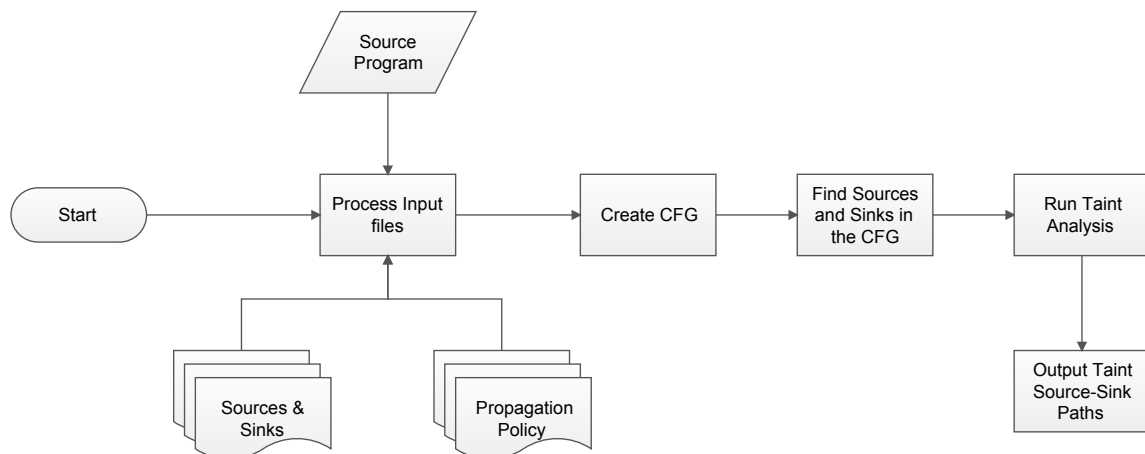 Source
Program
Start
Process Input
files
Create CFG
Find Sources
and Sinks in
the CFG
Run Taint
Analysis
Sources &
Sinks
Propagation
Policy
Output Taint
Source-Sink
Paths